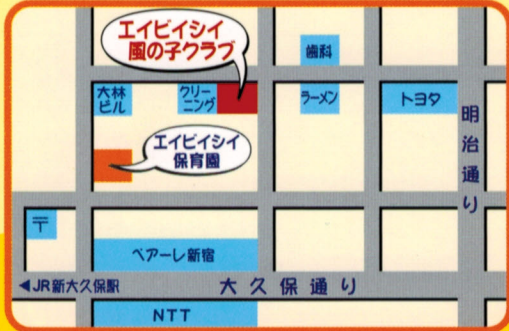 エイビイシイ
風の子クラブ
歯科
大林
ビル
クリー
ニング
ラーメン
トヨタ
明治通り
エイビイシイ
保育園
〒
ペアーレ新宿
◀JR新大久保駅
大久保通り
NTT